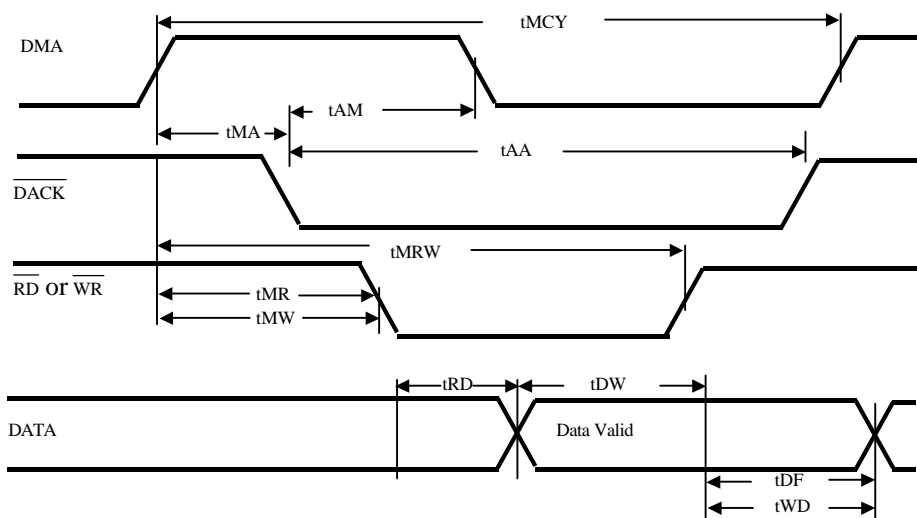 tMCY
DMA
tAM
tMA
tAA
DACK
tMRW
RD or WR
tMR
tMW
tRD
tDW
DATA
Data Valid
tDF
tWD